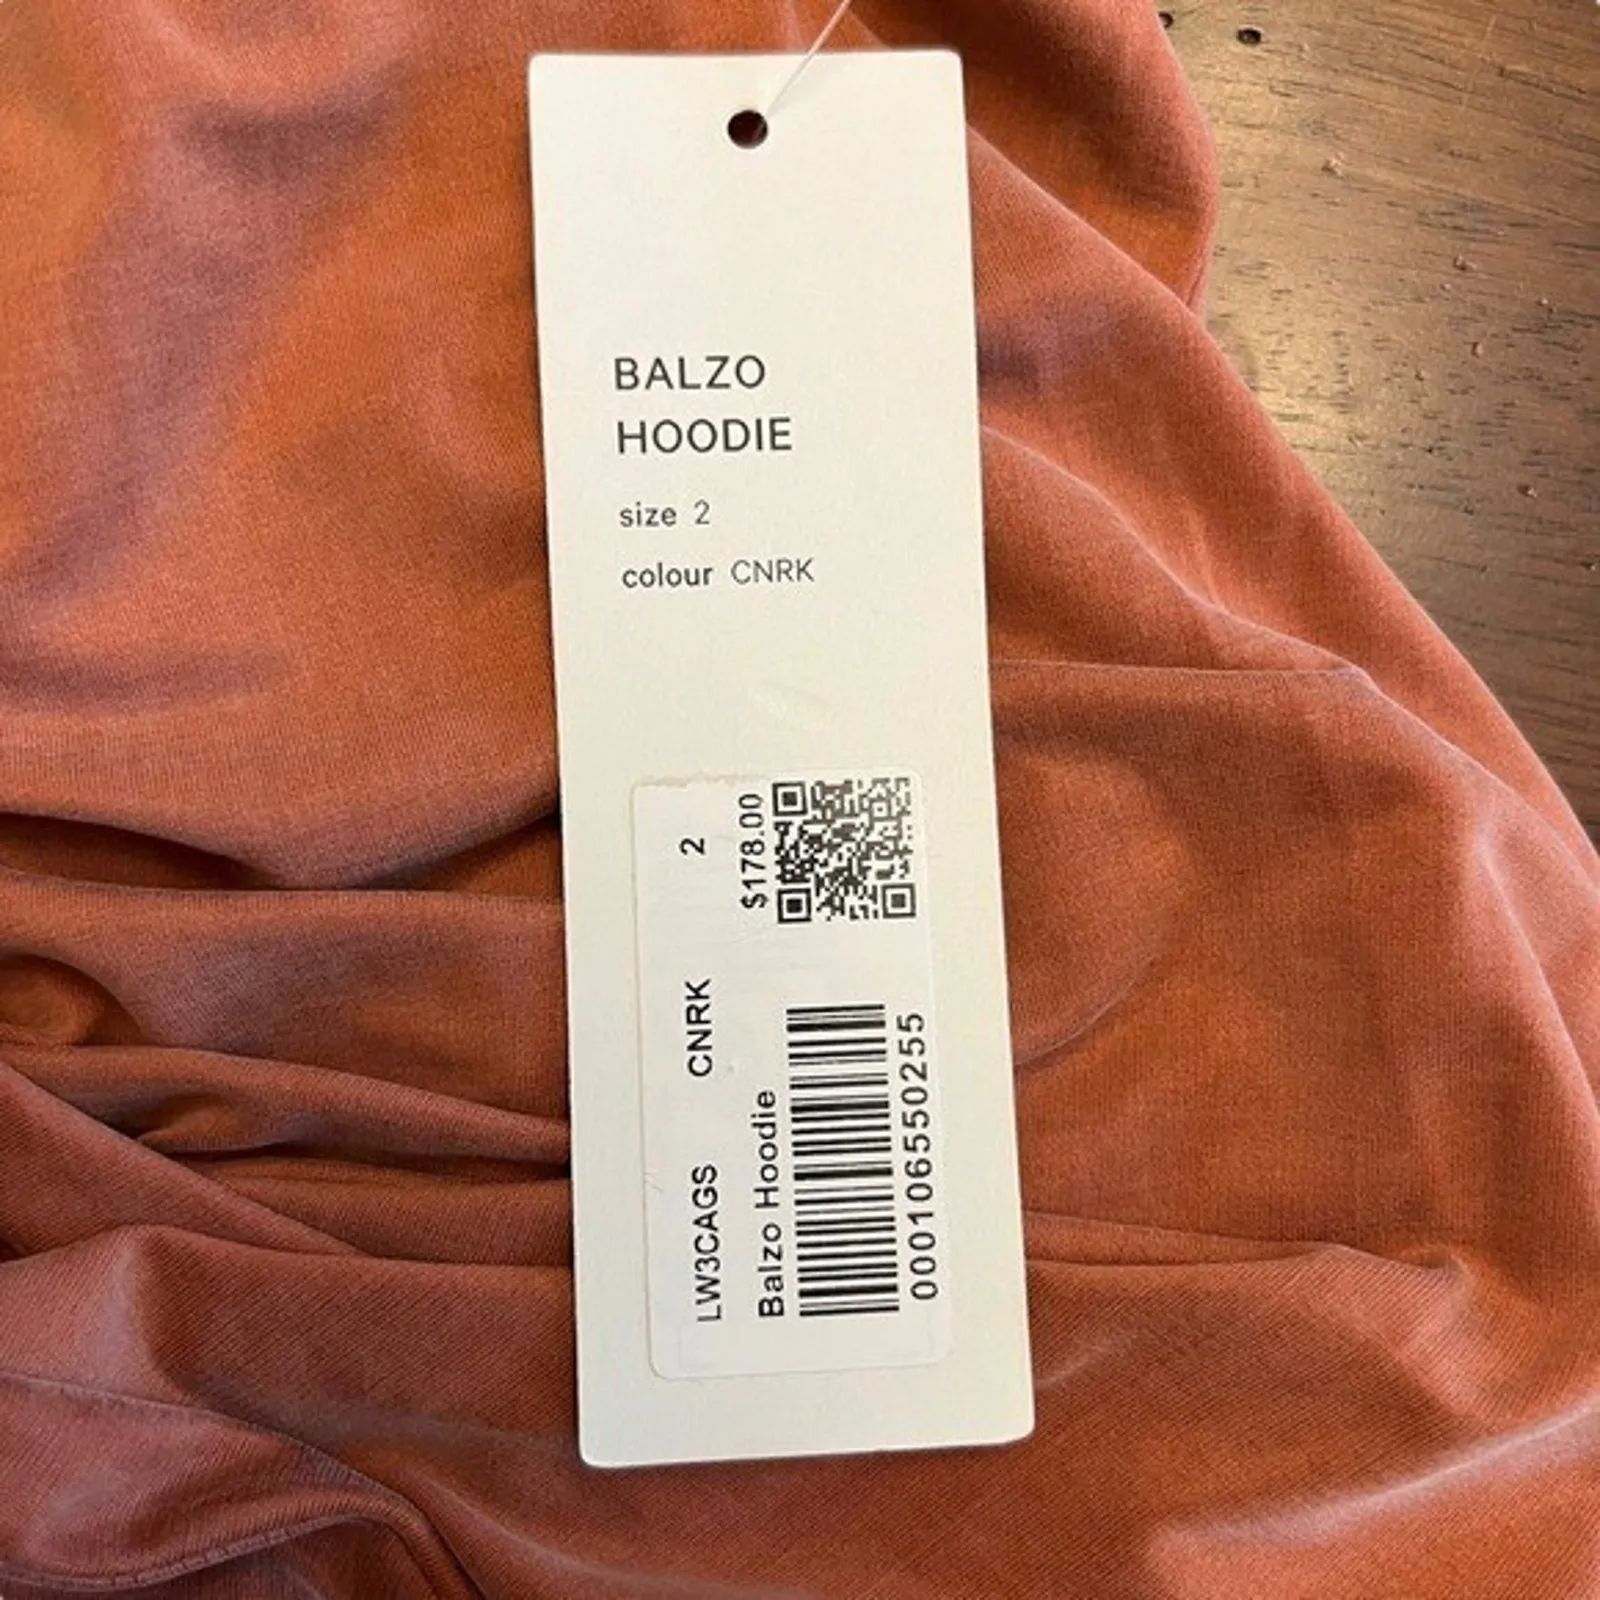 BALZO
HOODIE
size 2
colour CNRK
LW3CAGS CNRK 2
Balzo Hoodie $178.00
0001065550255